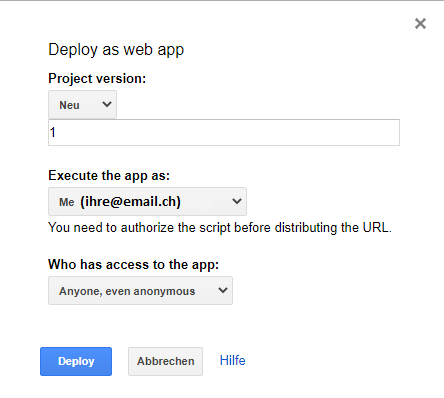 Deploy as web app
Project version:
Neu
1
Execute the app as:
Me (ihre@email.ch)
You need to authorize the script before distributing the URL.
Who has access to the app:
Anyone, even anonymous
Deploy Abbrechen Hilfe